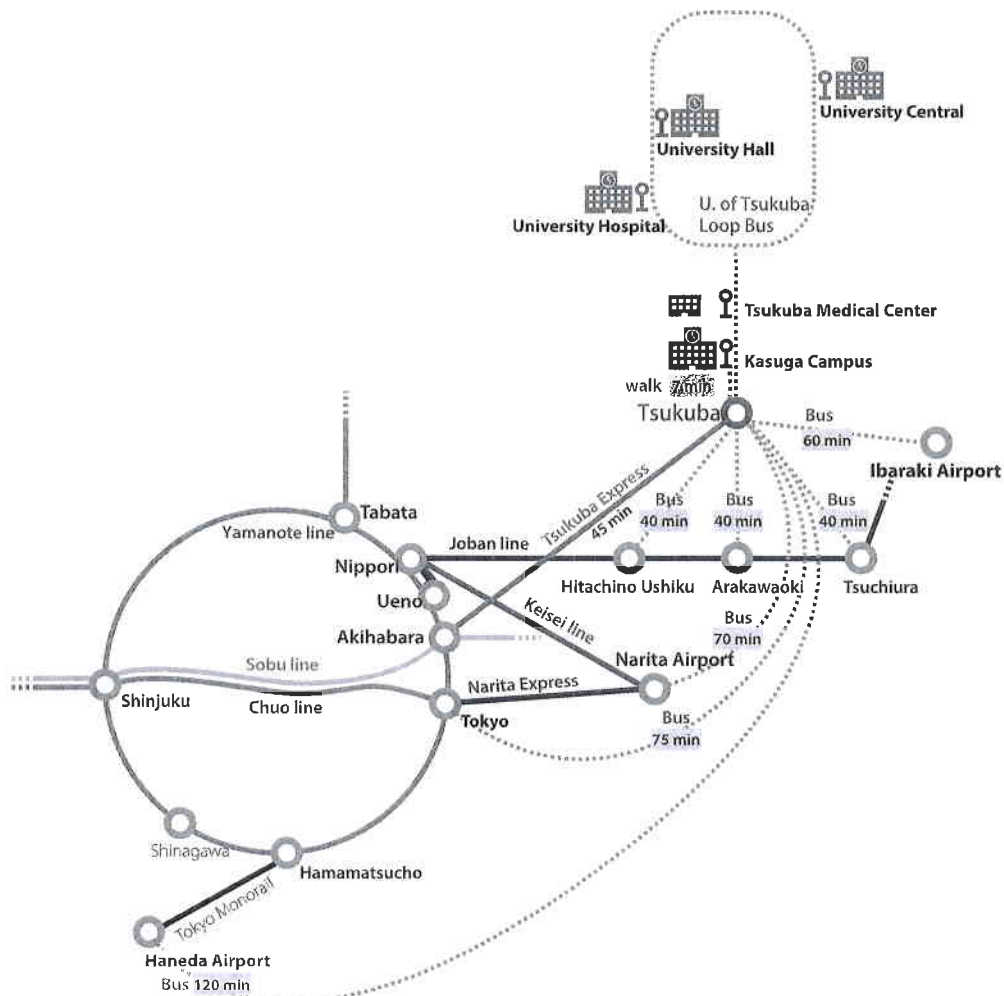 University Central
University Hall
U. of Tsukuba
Loop Bus
University Hospital
Tsukuba Medical Center
Kasuga Campus
walk 7min
Tsukuba
Bus
60 min
Ibaraki Airport
Tsukuba Express
45 min
Bus
40 min
Bus
40 min
Bus
40 min
Tabata
Yamanote line
Joban line
Nippori
Hitachino Ushiku
Arakawaoki
Tsuchiura
Ueno
Keisei line
Akihabara
Bus
70 min
Narita Airport
Sobu line
Narita Express
Shinjuku
Chuo line
Tokyo
Bus
75 min
Shinagawa
Hamamatsucho
Tokyo Monorail
Haneda Airport
Bus 120 min